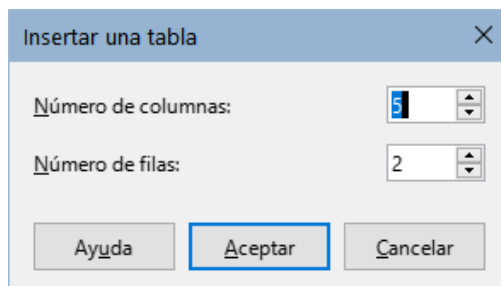 Insertar una tabla
Número de columnas: 5
Número de filas: 2
Ayuda Aceptar Cancelar